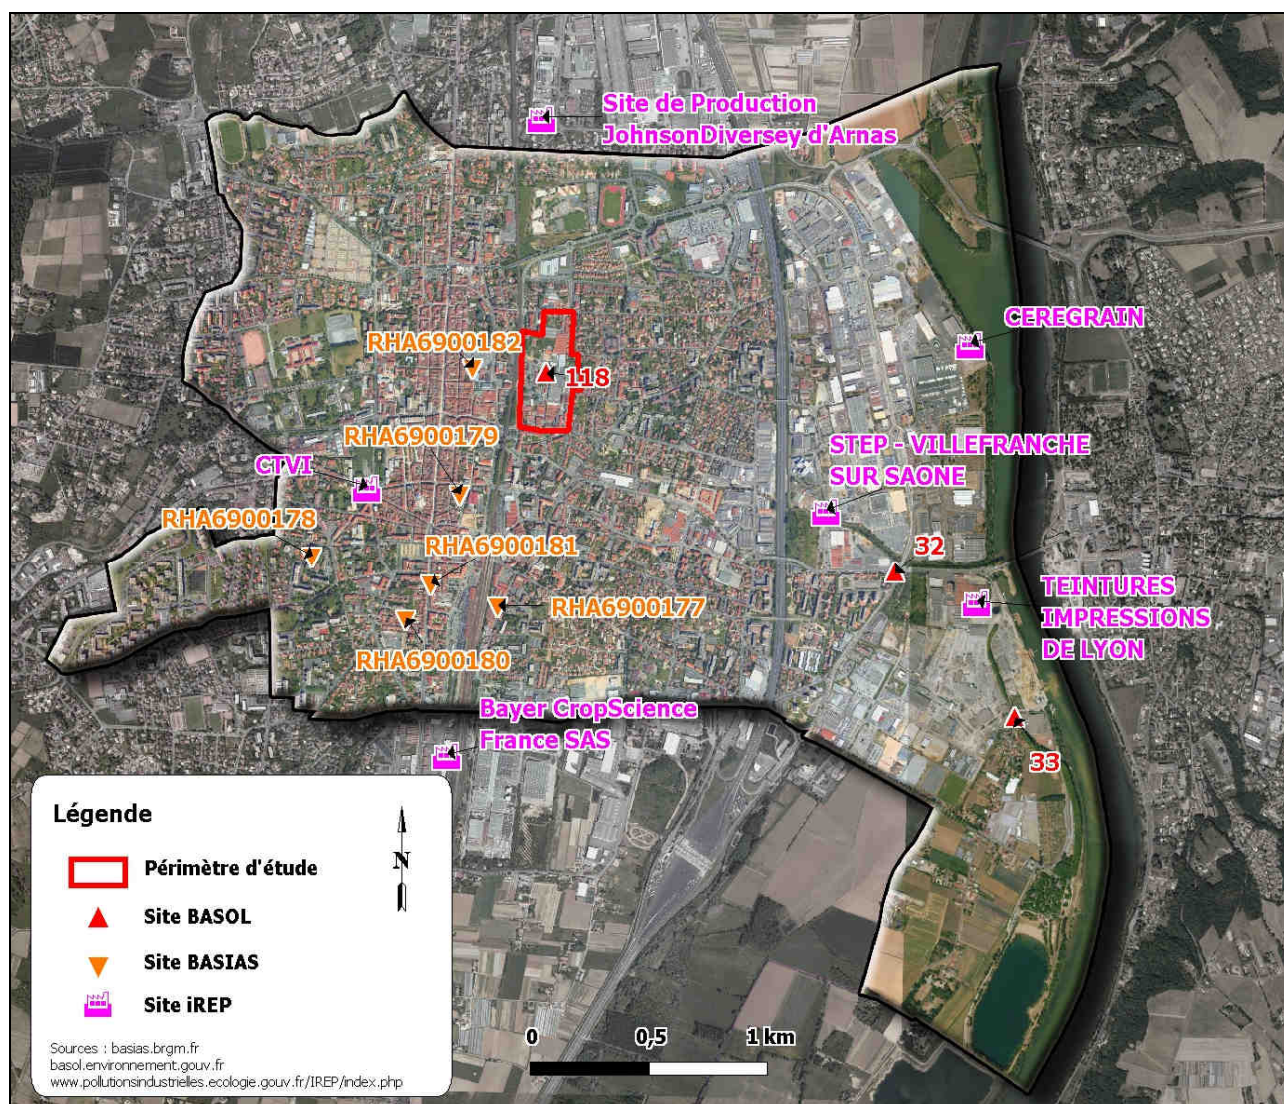 Site de Production
JohnsonDiversey d'Arnas
CEREGRAIN
RHA6900182
118
RHA6900179
STEP - VILLEFRANCHE
SUR SAONE
CTVI
RHA6900178
RHA6900181
32
RHA6900177
TEINTURES
IMPRESSIONS
DE LYON
RHA6900180
Bayer CropScience
France SAS
33
Légende
N
Périmètre d'étude
Site BASOL
Site BASIAS
Site iREP
0 0,5 1 km
Sources : basias.brgm.fr
basol.environnement.gouv.fr
www.pollutionsindustrielles.ecologie.gouv.fr/IREP/index.php